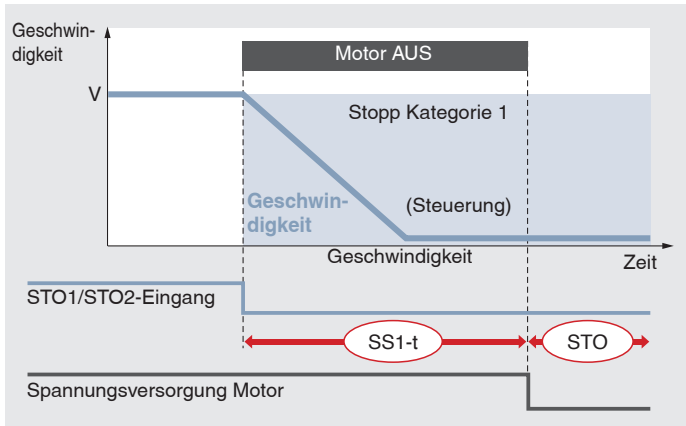 Geschwin-
digkeit
Motor AUS
V
Stopp Kategorie 1
Geschwin-
digkeit
(Steuerung)
Geschwindigkeit
Zeit
STO1/STO2-Eingang
SS1-t
STO
Spannungsversorgung Motor